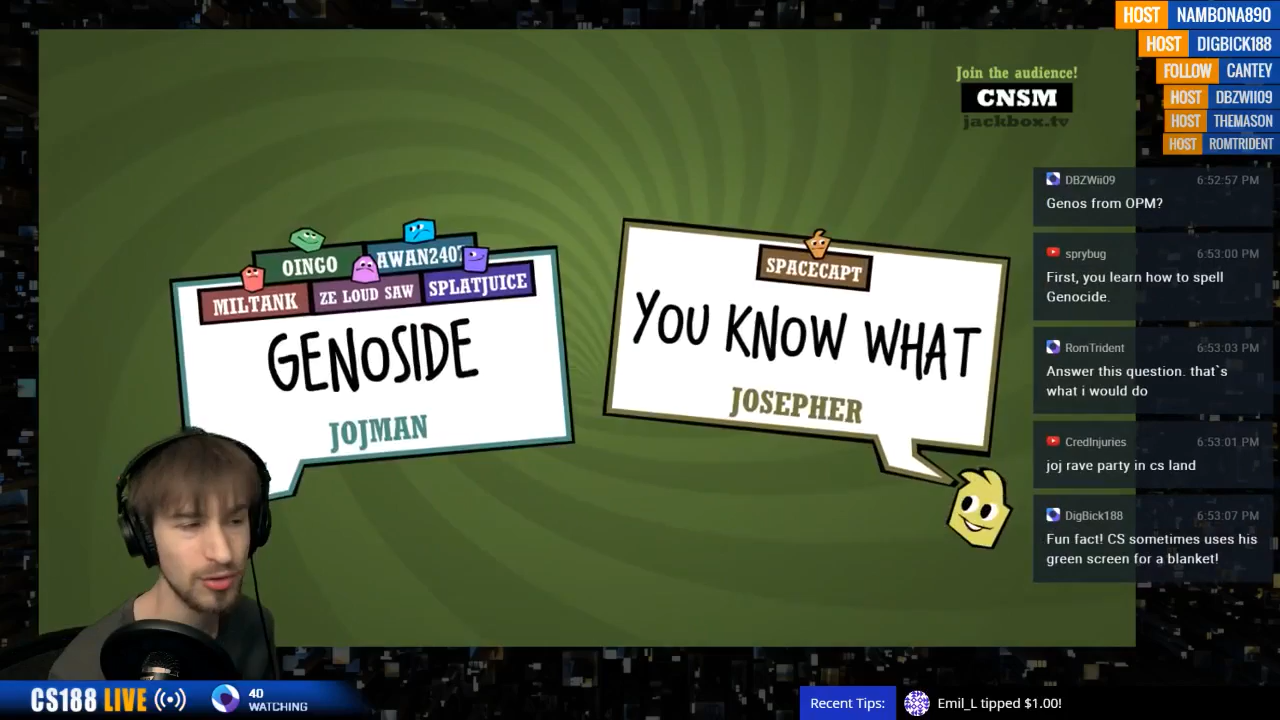 HOST NAMBONA890
HOST DIGBICK188
FOLLOW CANTEY
HOST DBZWII09
HOST THEMASON
HOST ROMTRIDENT
Join the audience!
CNSM
jackbox.tv
OINGO
AWAN2407
MILTANK
ZE LOUD SAW
SPLATJUICE
GENOSIDE
JOJMAN
SPACECAPT
YOU KNOW WHAT
JOSEPHER
DBZWii09 6:52:57 PM
Genos from OPM?
sprybug 6:53:00 PM
First, you learn how to spell
Genocide.
RomTrident 6:53:03 PM
Answer this question. that`s
what i would do
CredInjuries 6:53:01 PM
joj rave party in cs land
DigBick188 6:53:07 PM
Fun fact! CS sometimes uses his
green screen for a blanket!
CS188 LIVE
40
WATCHING
Recent Tips:
Emil_L tipped $1.00!